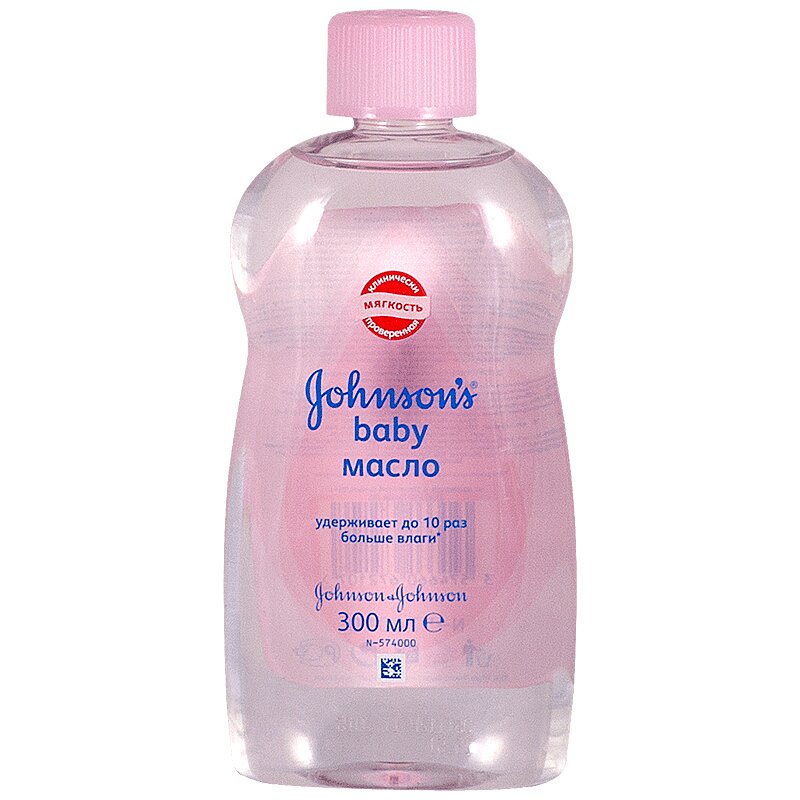 клинически
мягкость
проверенная
Johnson's®
baby
масло
удерживает до 10 раз
больше влаги*
Johnson & Johnson
300 мл ℮
N-574000